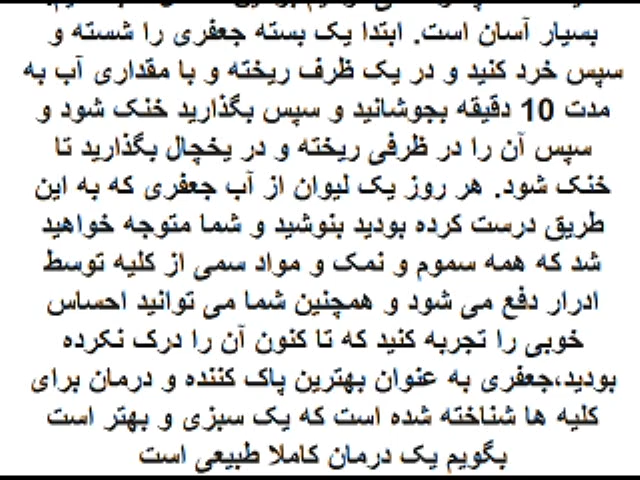 بسیار آسان است. ابتدا یک بسته جعفری را شسته و
سپس خرد کنید و در یک ظرف ریخته و با مقداری آب به
مدت 10 دقیقه بجوشانید و سپس بگذارید خنک شود و
سپس آن را در ظرفی ریخته و در یخچال بگذارید تا
خنک شود. هر روز یک لیوان از آب جعفری که به این
طریق درست کرده بودید بنوشید و شما متوجه خواهید
شد که همه سموم و نمک و مواد سمی از کلیه توسط
ادرار دفع می شود و همچنین شما می توانید احساس
خوبی را تجربه کنید که تا کنون آن را درک نکرده
بودید،جعفری به عنوان بهترین پاک کننده و درمان برای
کلیه ها شناخته شده است که یک سبزی و بهتر است
بگویم یک درمان کاملا طبیعی است